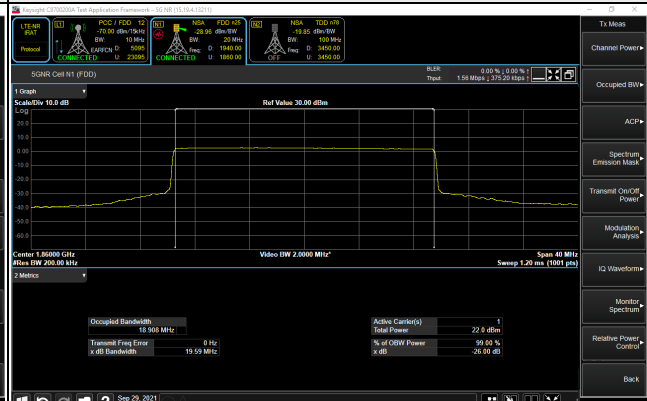 Keysight C8700200A Test Application Framework - 5G NR (15.19.4.13211)
LTE-NR
IRAT
Protocol
L1 PCC / FDD 12
-70.00 dBm/15kHz
BW: 10 MHz
EARFCN D: 5095
U: 23095
CONNECTED
N1 NSA FDD n25
-28.96 dBm/BW
BW: 20 MHz
Freq: D: 1940.00
U: 1860.00
CONNECTED
N2 NSA TDD n78
-19.85 dBm/BW
BW: 100 MHz
Freq: D: 3450.00
U: 3450.00
OFF
5GNR Cell N1 (FDD)
BLER: 0.00 % ↓ 0.00 % ↑
Thput: 1.56 Mbps ↓ 375.20 kbps ↑
1 Graph
Scale/Div 10.0 dB
Ref Value 30.00 dBm
Log
20.0
10.0
0.00
-10.0
-20.0
-30.0
-40.0
-50.0
-60.0
Center 1.86000 GHz
Video BW 2.0000 MHz*
Span 40 MHz
#Res BW 200.00 kHz
Sweep 1.20 ms (1001 pts)
2 Metrics
Occupied Bandwidth
18.908 MHz
Transmit Freq Error 0 Hz
x dB Bandwidth 19.59 MHz
Active Carrier(s) 1
Total Power 22.0 dBm
% of OBW Power 99.00 %
x dB -26.00 dB
Sep 29, 2021
Tx Meas
Channel Power
Occupied BW
ACP
Spectrum
Emission Mask
Transmit On/Off
Power
Modulation
Analysis
IQ Waveform
Monitor
Spectrum
Relative Power
Control
Back